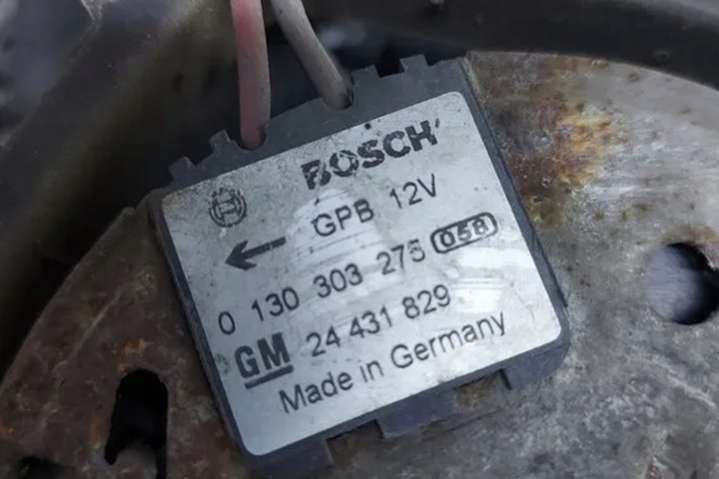 BOSCH
GPB 12V
0 130 303 275 058
GM 24 431 829
Made in Germany